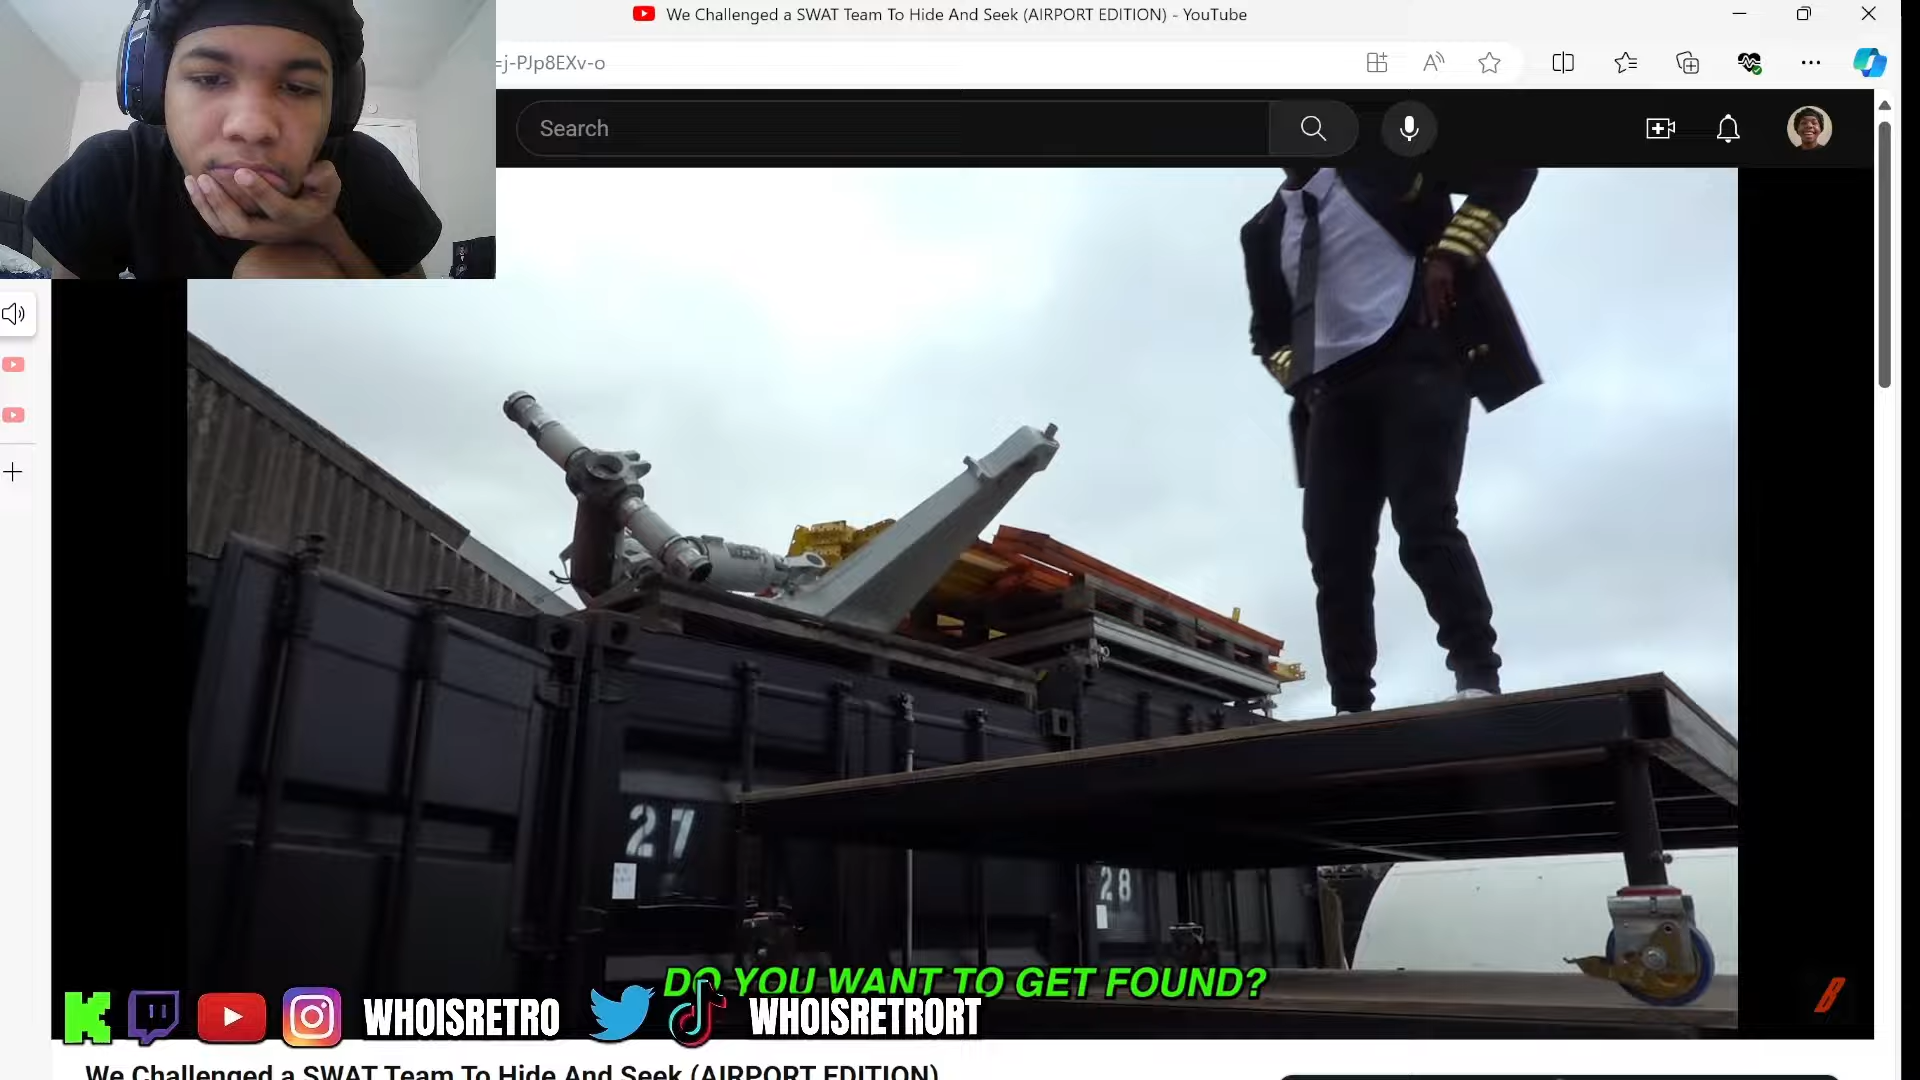 We Challenged a SWAT Team To Hide And Seek (AIRPORT EDITION) - YouTube
=j-PJp8EXv-o
Search
27
28
DO YOU WANT TO GET FOUND?
WHOISRETRO
WHOISRETRORT
We Challenged a SWAT Team To Hide And Seek (AIRPORT EDITION)